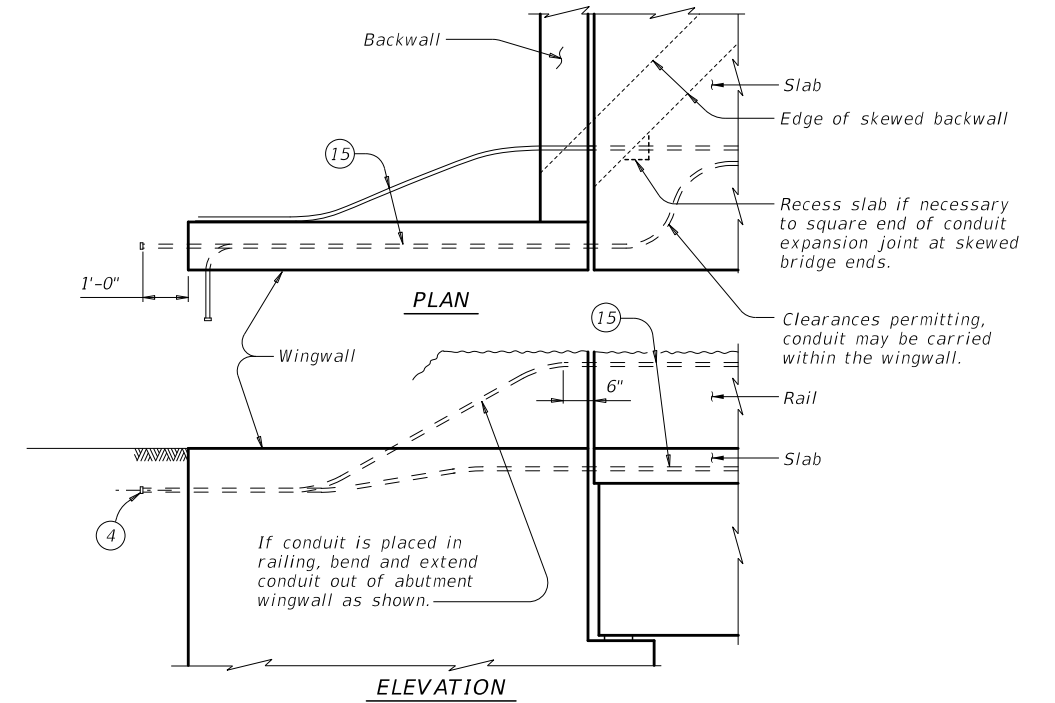 Backwall
Slab
Edge of skewed backwall
15
Recess slab if necessary
to square end of conduit
expansion joint at skewed
bridge ends.
1'-0"
PLAN
Clearances permitting,
conduit may be carried
within the wingwall.
15
Wingwall
6"
Rail
Slab
4
If conduit is placed in
railing, bend and extend
conduit out of abutment
wingwall as shown.
ELEVATION